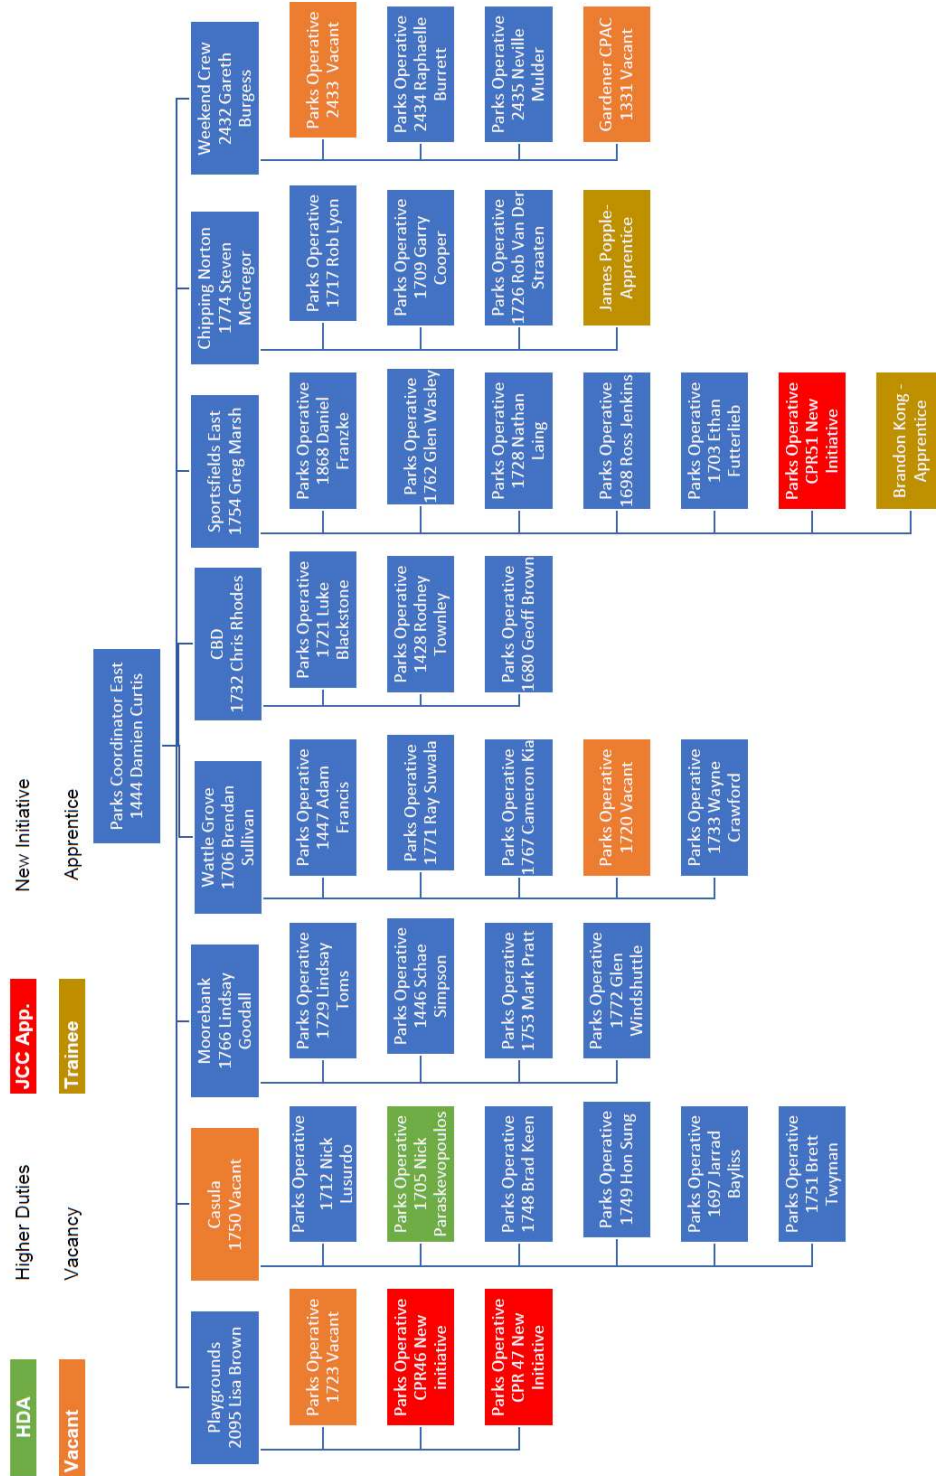 HDA
Higher Duties
JCC App.
New Initiative
Vacant
Vacancy
Trainee
Apprentice
Parks Coordinator East
1444 Damien Curtis
Playgrounds
2095 Lisa Brown
Parks Operative
1723 Vacant
Parks Operative
CPR46 New
initiative
Parks Operative
CPR 47 New
Initiative
Casula
1750 Vacant
Parks Operative
1712 Nick
Lusurdo
Parks Operative
1705 Nick
Paraskevopoulos
Parks Operative
1748 Brad Keen
Parks Operative
1749 Hon Sung
Parks Operative
1697 Jarrad
Bayliss
Parks Operative
1751 Brett
Twyman
Moorebank
1766 Lindsay
Goodall
Parks Operative
1729 Lindsay
Toms
Parks Operative
1446 Schae
Simpson
Parks Operative
1753 Mark Pratt
Parks Operative
1772 Glen
Windshuttle
Wattle Grove
1706 Brendan
Sullivan
Parks Operative
1447 Adam
Francis
Parks Operative
1771 Ray Suwala
Parks Operative
1767 Cameron Kia
Parks Operative
1720 Vacant
Parks Operative
1733 Wayne
Crawford
CBD
1732 Chris Rhodes
Parks Operative
1721 Luke
Blackstone
Parks Operative
1428 Rodney
Townley
Parks Operative
1680 Geoff Brown
Sportsfields East
1754 Greg Marsh
Parks Operative
1868 Daniel
Franzke
Parks Operative
1762 Glen Wasley
Parks Operative
1728 Nathan
Laing
Parks Operative
1698 Ross Jenkins
Parks Operative
1703 Ethan
Futterlieb
Parks Operative
CPR51 New
Initiative
Brandon Kong -
Apprentice
Chipping Norton
1774 Steven
McGregor
Parks Operative
1717 Rob Lyon
Parks Operative
1709 Garry
Cooper
Parks Operative
1726 Rob Van Der
Straaten
James Popple-
Apprentice
Weekend Crew
2432 Gareth
Burgess
Parks Operative
2433 Vacant
Parks Operative
2434 Raphaelle
Burrett
Parks Operative
2435 Neville
Mulder
Gardener CPAC
1331 Vacant